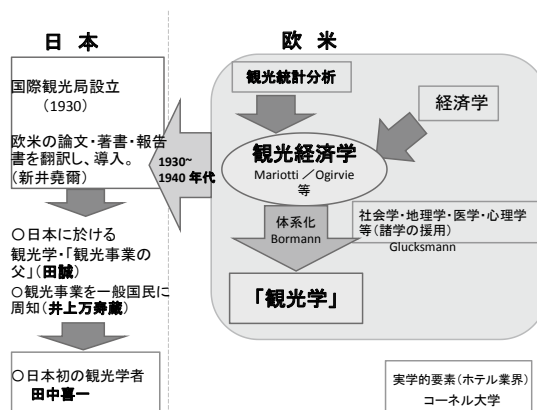 日 本
国際観光局設立
(1930)
欧米の論文・著書・報告
書を翻訳し、導入。
(新井堯爾)
○日本に於ける
観光学・「観光事業の
父」(田誠)
○観光事業を一般国民に
周知(井上万寿蔵)
○日本初の観光学者
田中喜一
1930~
1940 年代
欧 米
観光統計分析
経済学
観光経済学
Mariotti ／Ogirvie
等
体系化
Bormann
社会学・地理学・医学・心理学
等(諸学の援用)
Glucksmann
「観光学」
実学的要素(ホテル業界)
コーネル大学